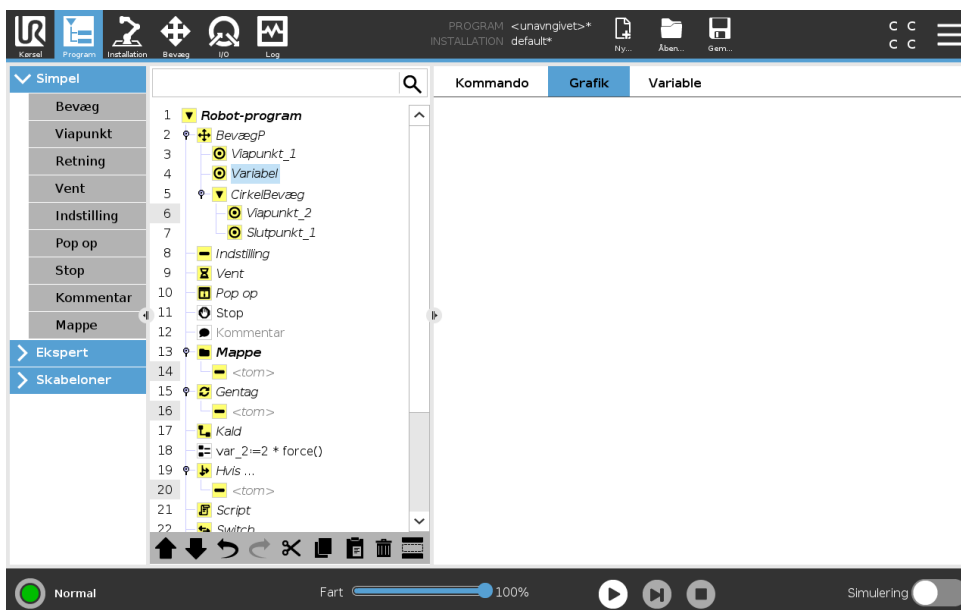 PROGRAM <unavngivet>*
INSTALLATION default*
Kørsel Program Installation Bevæg I/O Log Ny... Åben... Gem...
C C
C C
Simpel
Bevæg
Viapunkt
Retning
Vent
Indstilling
Pop op
Stop
Kommentar
Mappe
Ekspert
Skabeloner
1 Robot-program
2 BevægP
3 Viapunkt_1
4 Variabel
5 CirkelBevæg
6 Viapunkt_2
7 Slutpunkt_1
8 Indstilling
9 Vent
10 Pop op
11 Stop
12 Kommentar
13 Mappe
14 <tom>
15 Gentag
16 <tom>
17 Kald
18 var_2:=2 * force()
19 Hvis ...
20 <tom>
21 Script
22 Switch
Kommando Grafik Variable
Normal
Fart 100%
Simulering